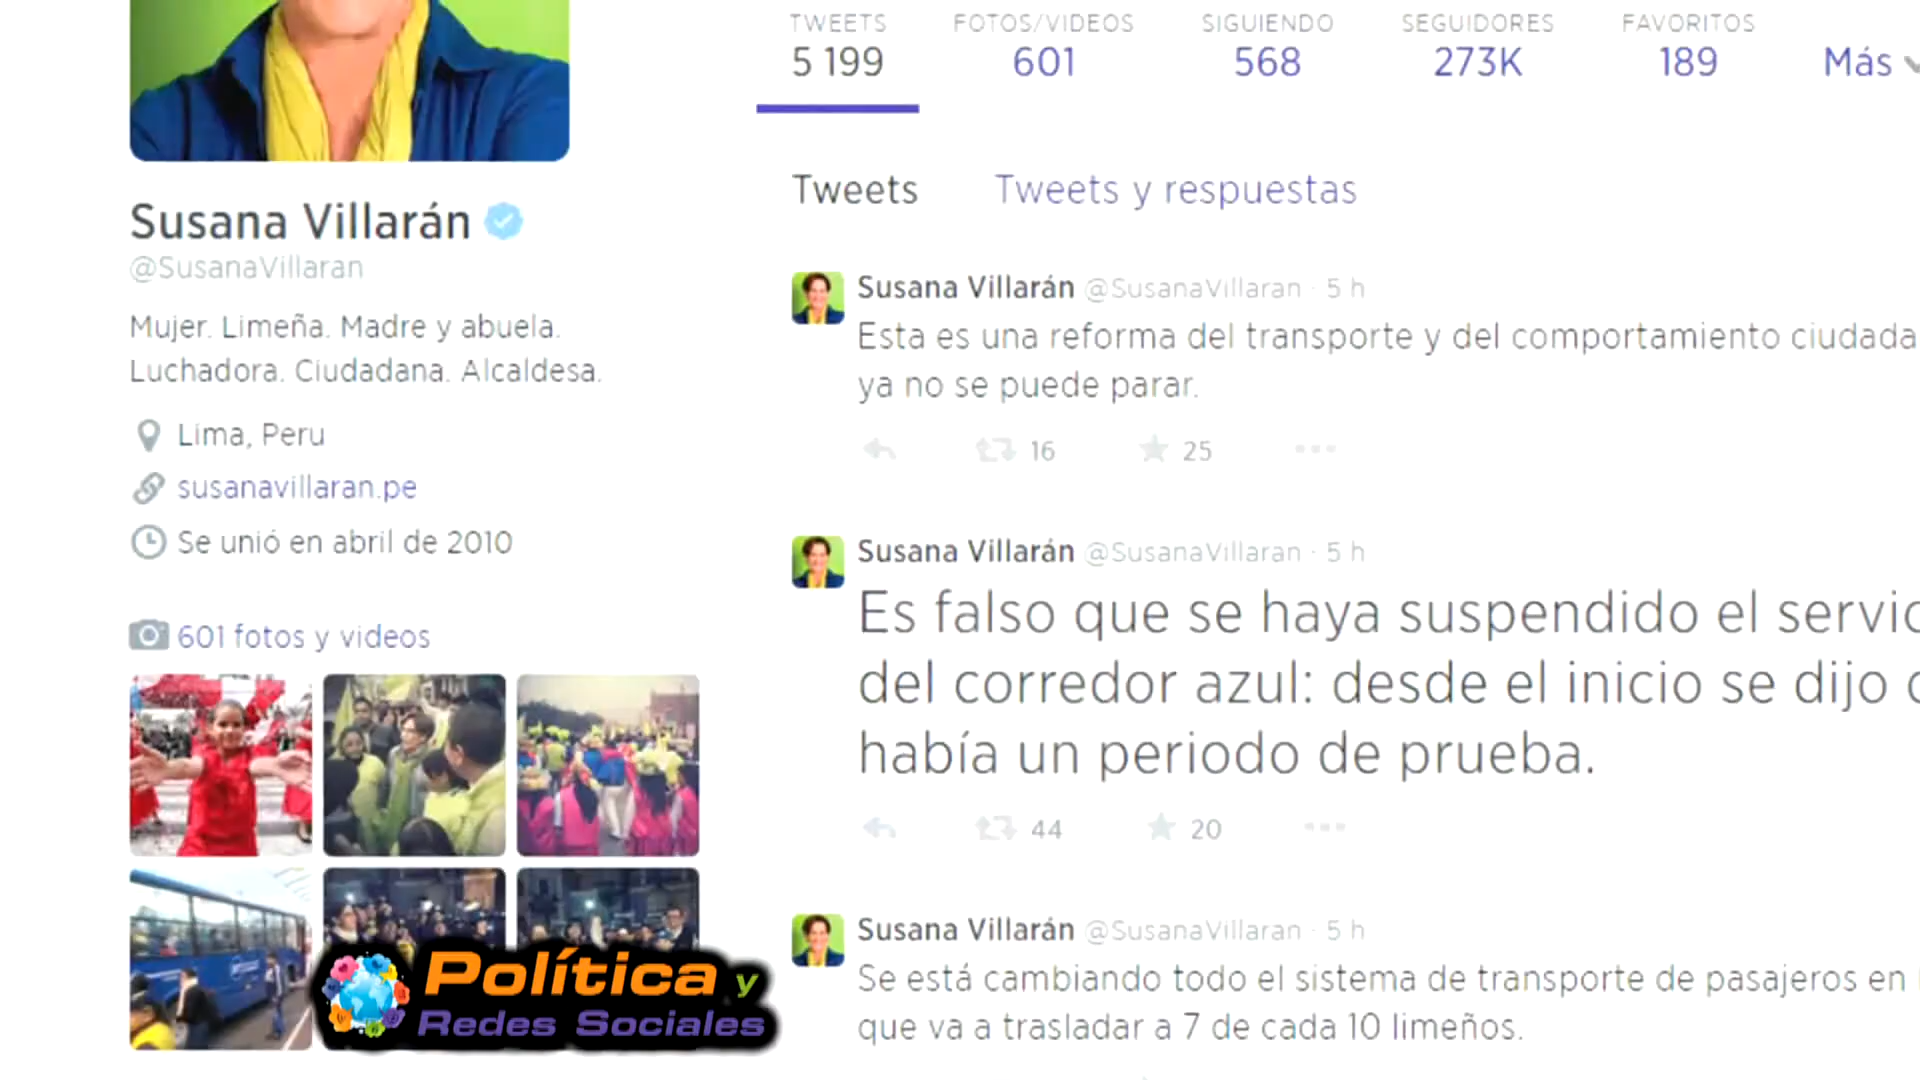 TWEETS
5 199
FOTOS/VIDEOS
601
SIGUIENDO
568
SEGUIDORES
273K
FAVORITOS
189
Más
Susana Villarán
@SusanaVillaran
Mujer. Limeña. Madre y abuela.
Luchadora. Ciudadana. Alcaldesa.
Lima, Peru
susanavillaran.pe
Se unió en abril de 2010
601 fotos y videos
Tweets
Tweets y respuestas
Susana Villarán @SusanaVillaran · 5 h
Esta es una reforma del transporte y del comportamiento ciudada
ya no se puede parar.
16
25
Susana Villarán @SusanaVillaran · 5 h
Es falso que se haya suspendido el servic
del corredor azul: desde el inicio se dijo
había un periodo de prueba.
44
20
Susana Villarán @SusanaVillaran · 5 h
Se está cambiando todo el sistema de transporte de pasajeros en
que va a trasladar a 7 de cada 10 limeños.
Política y
Redes Sociales